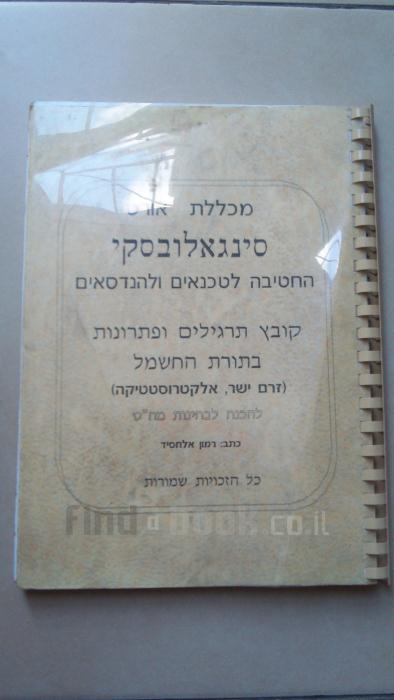 מכללת אורט
סינגאלובסקי
החטיבה לטכנאים ולהנדסאים
קובץ תרגילים ופתרונות
בתורת החשמל
(זרם ישר, אלקטרוסטטיקה)
להכנה לבחינות מה"ט
כתב: רמון אלחסיד
כל הזכויות שמורות
find a book.co.il